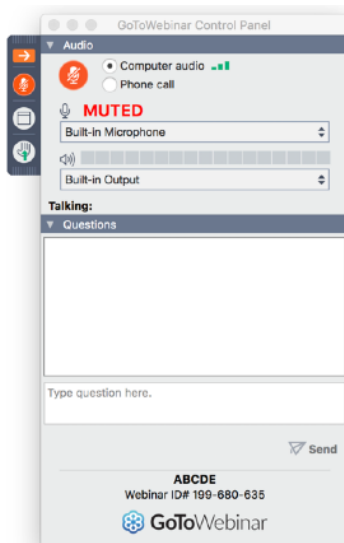 GoToWebinar Control Panel
Audio
Computer audio
Phone call
MUTED
Built-in Microphone
Built-in Output
Talking:
Questions
Type question here.
Send
ABCDE
Webinar ID# 199-680-635
GoToWebinar